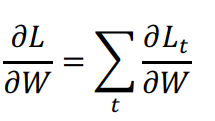 ∂L/∂W = ∑_t ∂L_t/∂W